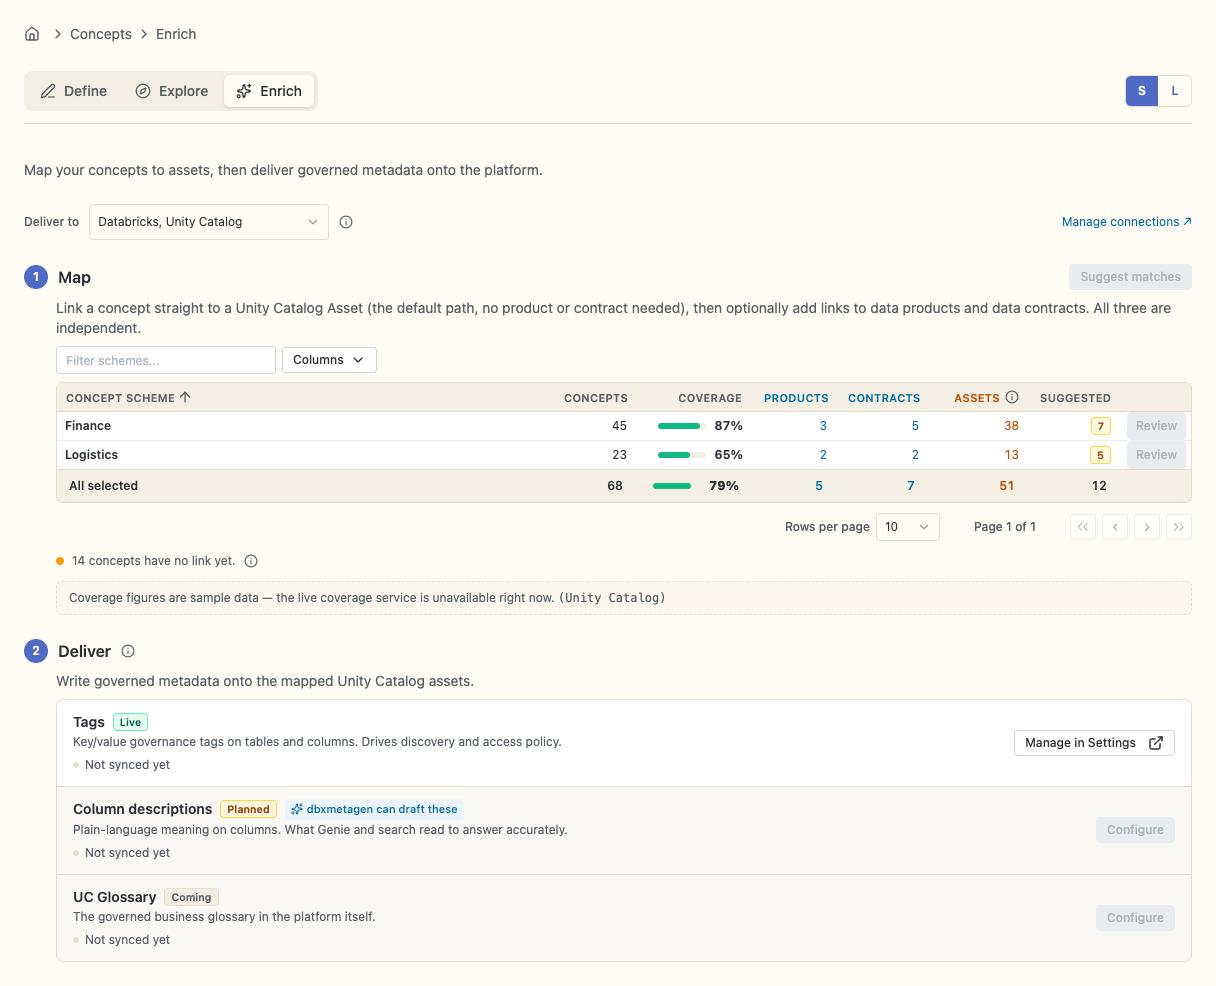 Concepts Enrich
Define Explore Enrich S L
Map your concepts to assets, then deliver governed metadata onto the platform.
Deliver to Databricks, Unity Catalog Manage connections
1 Map Suggest matches
Link a concept straight to a Unity Catalog Asset (the default path, no product or contract needed), then optionally add links to data products and data contracts. All three are
independent.
Filter schemes... Columns
CONCEPT SCHEME CONCEPTS COVERAGE PRODUCTS CONTRACTS ASSETS SUGGESTED
Finance 45 87% 3 5 38 7 Review
Logistics 23 65% 2 2 13 5 Review
All selected 68 79% 5 7 51 12
Rows per page 10 Page 1 of 1
14 concepts have no link yet.
Coverage figures are sample data — the live coverage service is unavailable right now. (Unity Catalog)
2 Deliver
Write governed metadata onto the mapped Unity Catalog assets.
Tags Live
Key/value governance tags on tables and columns. Drives discovery and access policy.
Manage in Settings
Not synced yet
Column descriptions Planned dbxmetagen can draft these
Plain-language meaning on columns. What Genie and search read to answer accurately.
Configure
Not synced yet
UC Glossary Coming
The governed business glossary in the platform itself.
Configure
Not synced yet